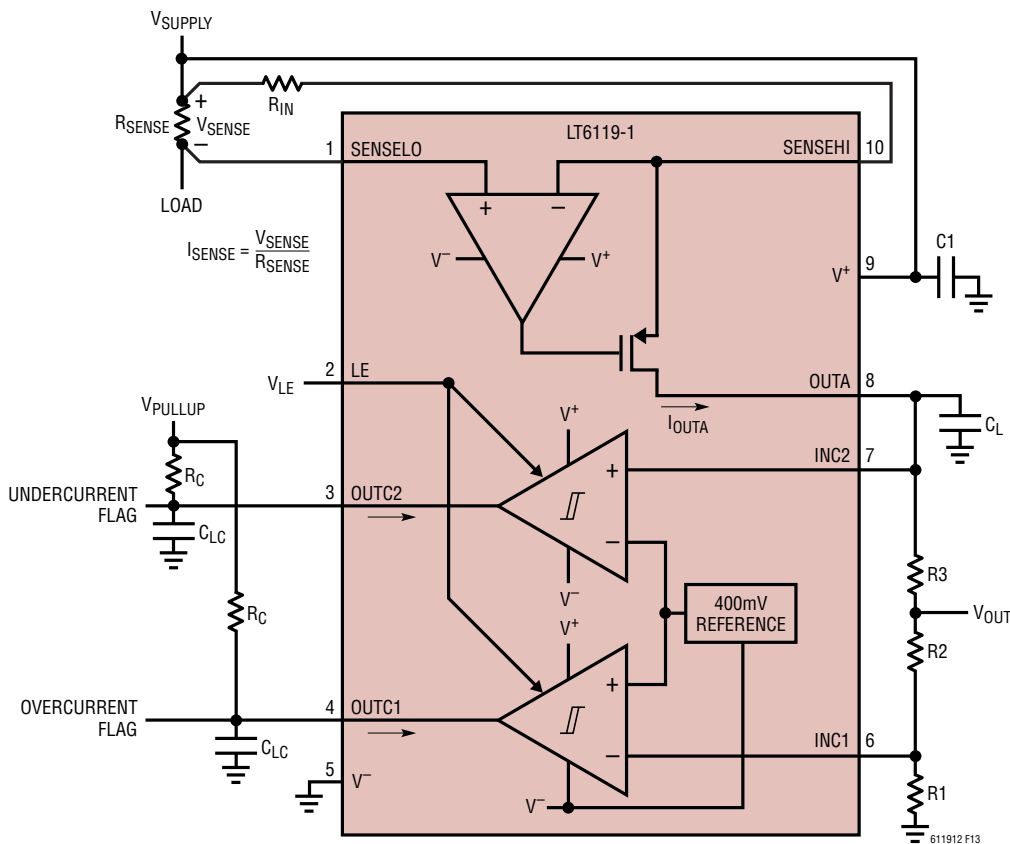 VSUPPLY
RIN
+
RSENSE
VSENSE
−
LOAD
ISENSE = VSENSE
RSENSE
LT6119-1
1
SENSELO
SENSEHI
10
+
−
V−
V+
V+
9
C1
2
LE
VLE
OUTA
8
IOUTA
CL
VPULLUP
RC
UNDERCURRENT
FLAG
3
OUTC2
CLC
V+
+
−
V−
INC2
7
R3
VOUT
R2
400mV
REFERENCE
RC
V+
+
−
V−
OVERCURRENT
FLAG
4
OUTC1
CLC
INC1
6
R1
5
V−
611912 F13